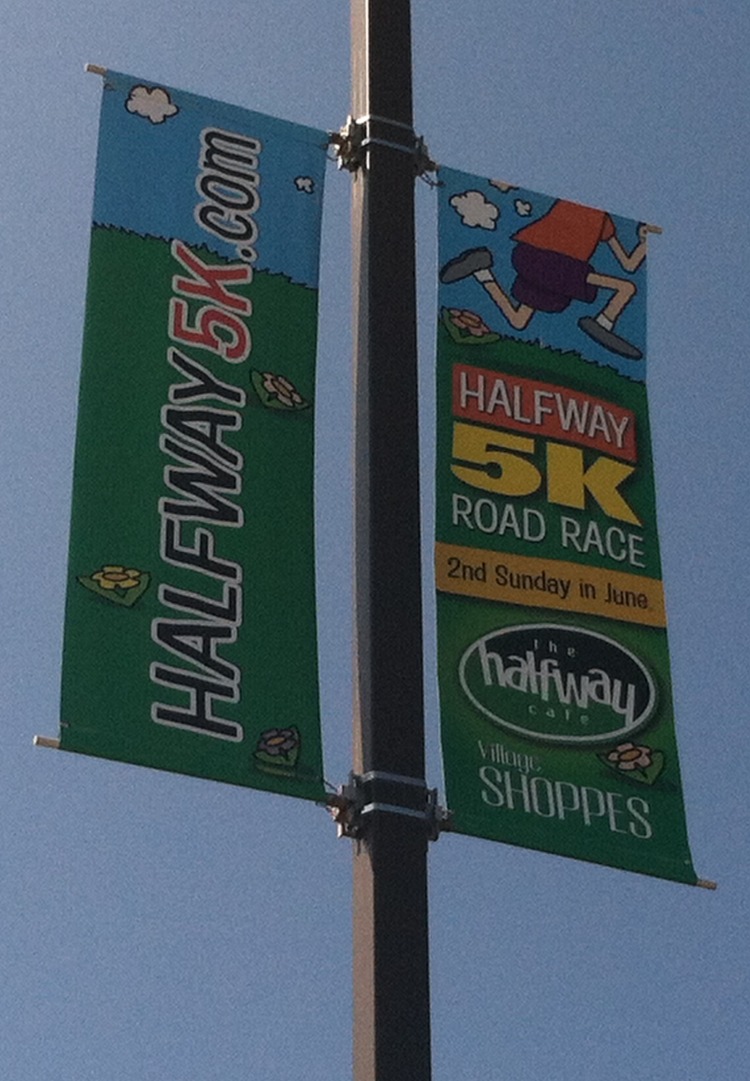 HALFWAY5K.com
HALFWAY
5K
ROAD RACE
2nd Sunday in June
the
halfway
cafe
Village
SHOPPES